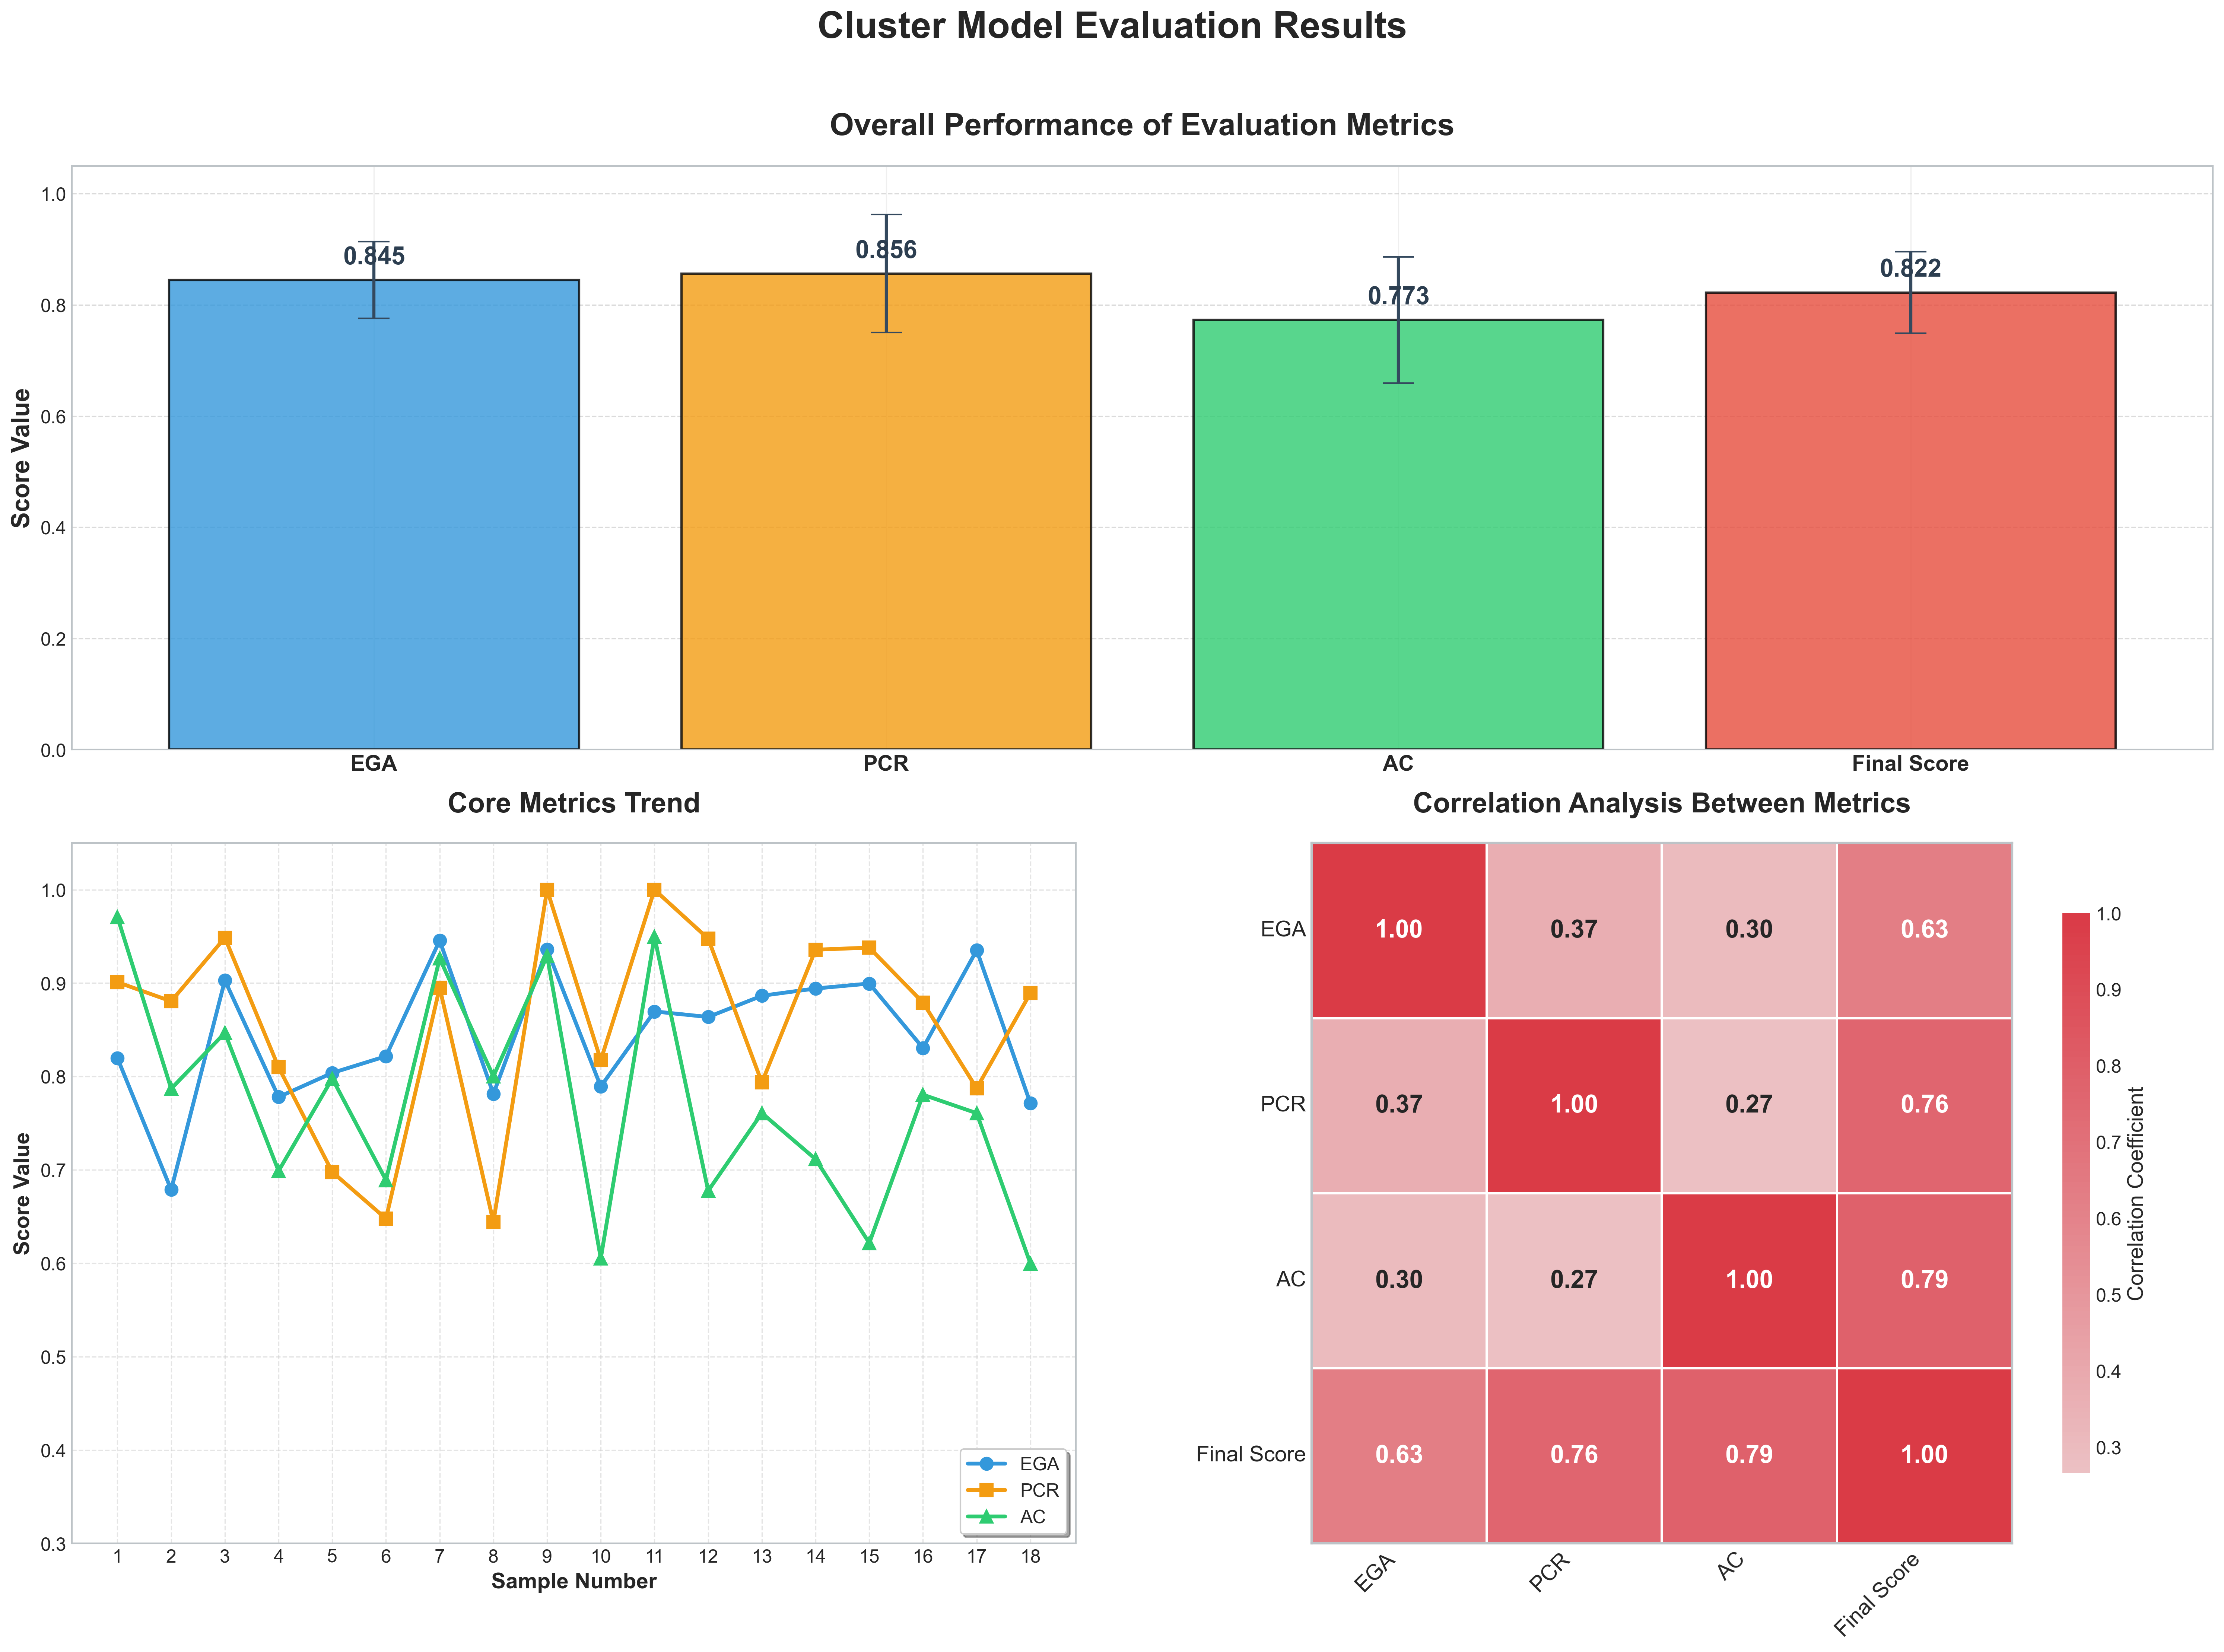 Cluster Model Evaluation Results
Overall Performance of Evaluation Metrics
Score Value
1.0
0.8
0.6
0.4
0.2
0.0
0.845
0.856
0.773
0.822
EGA
PCR
AC
Final Score
Core Metrics Trend
Score Value
1.0
0.9
0.8
0.7
0.6
0.5
0.4
0.3
1 2 3 4 5 6 7 8 9 10 11 12 13 14 15 16 17 18
Sample Number
EGA
PCR
AC
Correlation Analysis Between Metrics
EGA 1.00 0.37 0.30 0.63
PCR 0.37 1.00 0.27 0.76
AC 0.30 0.27 1.00 0.79
Final Score 0.63 0.76 0.79 1.00
EGA
PCR
AC
Final Score
1.0
0.9
0.8
0.7
0.6
0.5
0.4
0.3
Correlation Coefficient